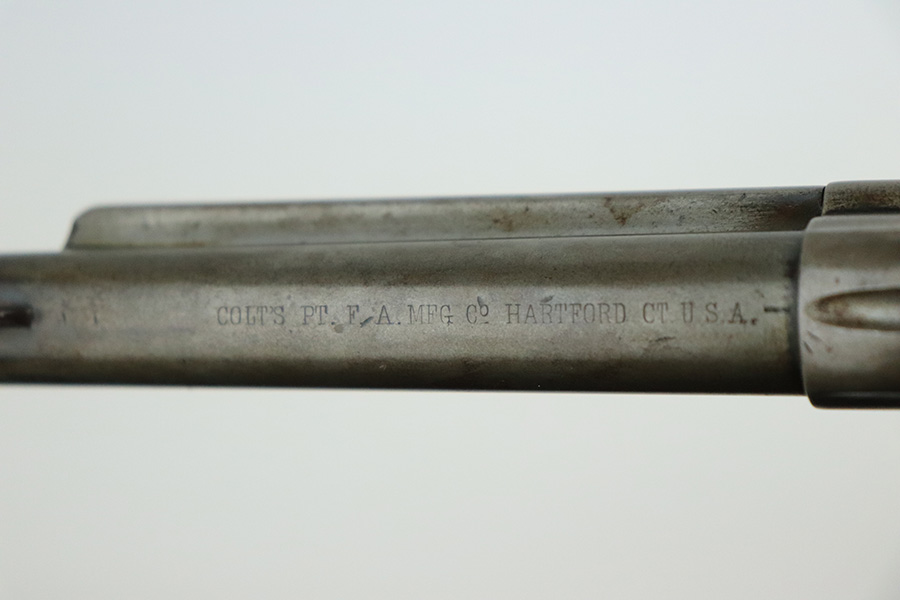 COLT'S PT. F. A. MFG Cº HARTFORD CT. U.S.A.